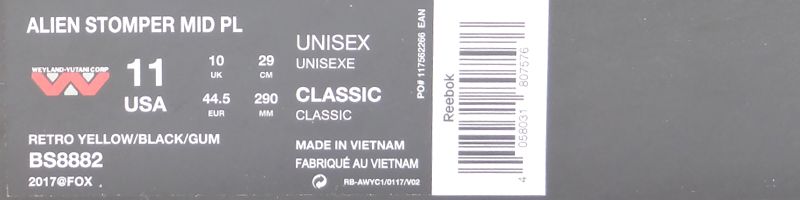 ALIEN STOMPER MID PL
WEYLAND-YUTANI CORP
11
USA
10
UK
29
CM
44.5
EUR
290
MM
UNISEX
UNISEXE
CLASSIC
CLASSIC
RETRO YELLOW/BLACK/GUM
BS8882
2017@FOX
MADE IN VIETNAM
FABRIQUÉ AU VIETNAM
RB-AWYC1/0117/V02
PO# 117562266 EAN
Reebok
4 058031 807576